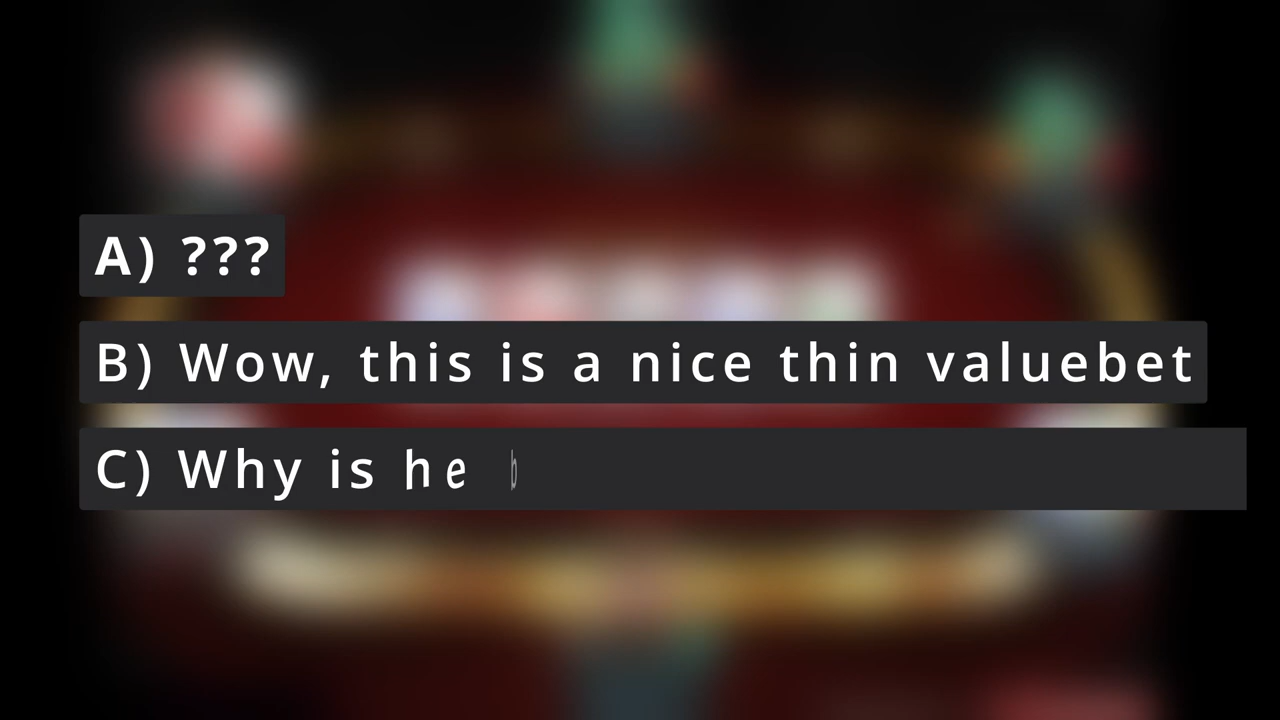 A) ???
B) Wow, this is a nice thin valuebet
C) Why is he